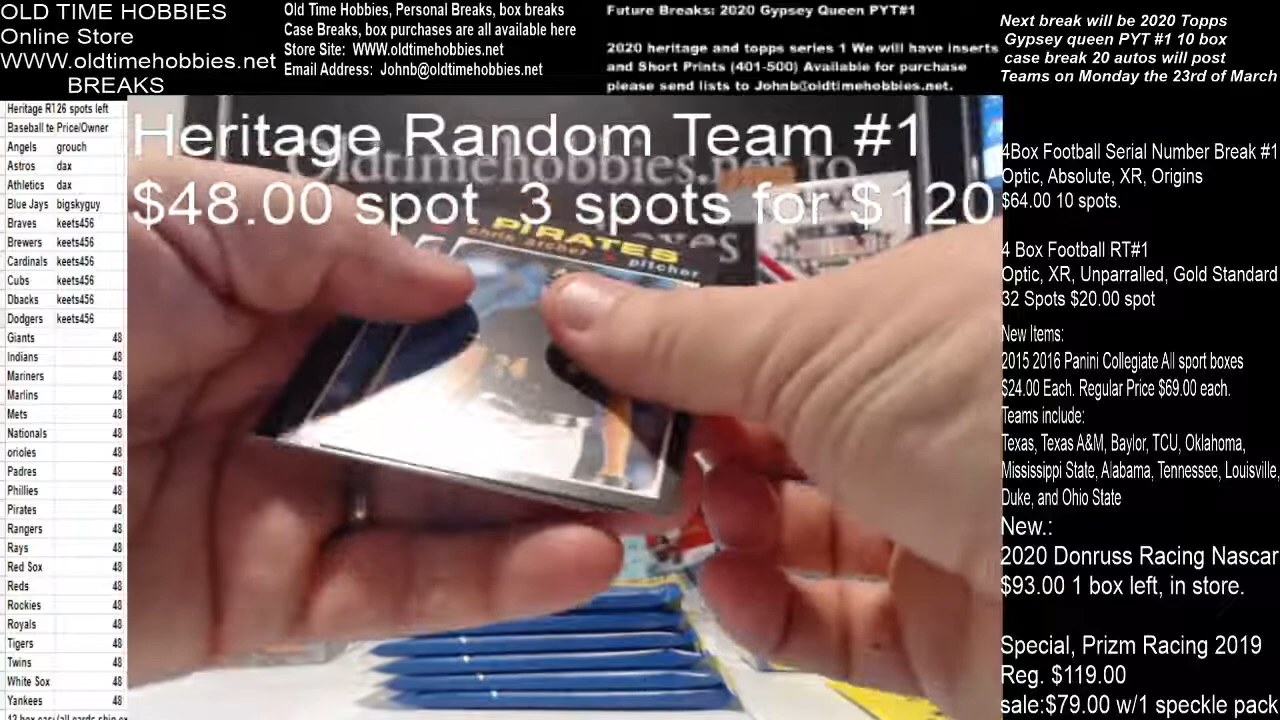 OLD TIME HOBBIES
Online Store
WWW.oldtimehobbies.net
BREAKS
Old Time Hobbies, Personal Breaks, box breaks
Case Breaks, box purchases are all available here
Store Site: WWW.oldtimehobbies.net
Email Address: Johnb@oldtimehobbies.net
Future Breaks: 2020 Gypsey Queen PYT#1
2020 heritage and topps series 1 We will have inserts
and Short Prints (401-500) Available for purchase
please send lists to Johnb@oldtimehobbies.net.
Next break will be 2020 Topps
Gypsey queen PYT #1 10 box
case break 20 autos will post
Teams on Monday the 23rd of March
Heritage RT26 spots left
Baseball te Price/Owner
Angels grouch
Astros dax
Athletics dax
Blue Jays bigskyguy
Braves keets456
Brewers keets456
Cardinals keets456
Cubs keets456
Dbacks keets456
Dodgers keets456
Giants 48
Indians 48
Mariners 48
Marlins 48
Mets 48
Nationals 48
orioles 48
Padres 48
Phillies 48
Pirates 48
Rangers 48
Rays 48
Red Sox 48
Reds 48
Rockies 48
Royals 48
Tigers 48
Twins 48
White Sox 48
Yankees 48
Heritage Random Team #1
$48.00 spot 3 spots for $120
Oldtimehobbies.net to
PIRATES
chris archer pitcher
4Box Football Serial Number Break #1
Optic, Absolute, XR, Origins
$64.00 10 spots.
4 Box Football RT#1
Optic, XR, Unparralled, Gold Standard
32 Spots $20.00 spot
New Items:
2015 2016 Panini Collegiate All sport boxes
$24.00 Each. Regular Price $69.00 each.
Teams include:
Texas, Texas A&M, Baylor, TCU, Oklahoma,
Mississippi State, Alabama, Tennessee, Louisville,
Duke, and Ohio State
New.:
2020 Donruss Racing Nascar
$93.00 1 box left, in store.
Special, Prizm Racing 2019
Reg. $119.00
sale:$79.00 w/1 speckle pack